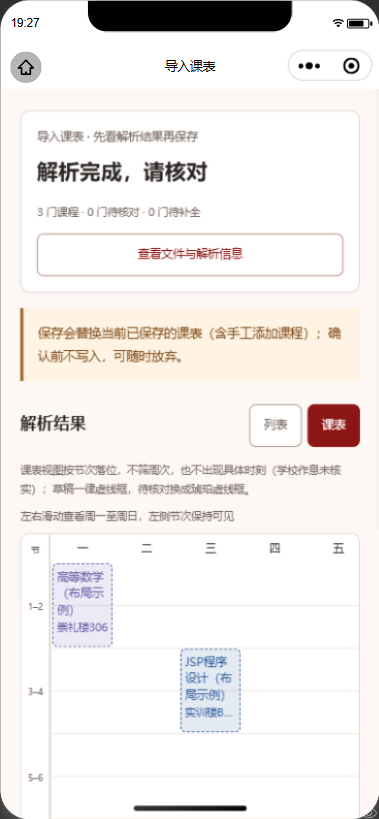 19:27
导入课表
导入课表 · 先看解析结果再保存
解析完成，请核对
3 门课程 · 0 门待核对 · 0 门待补全
查看文件与解析信息
保存会替换当前已保存的课表（含手工添加课程）；确
认前不写入，可随时放弃。
解析结果
列表
课表
课表视图按节次落位，不筛周次，也不出现具体时刻（学校作息未核
实）；草稿一律虚线框，待核对换成琥珀虚线框。
左右滑动查看周一至周日，左侧节次保持可见
节 一 二 三 四 五
高等数学
（布局示
例）
崇礼楼306
1-2
JSP程序
设计（布
局示例）
实训楼B...
3-4
5-6